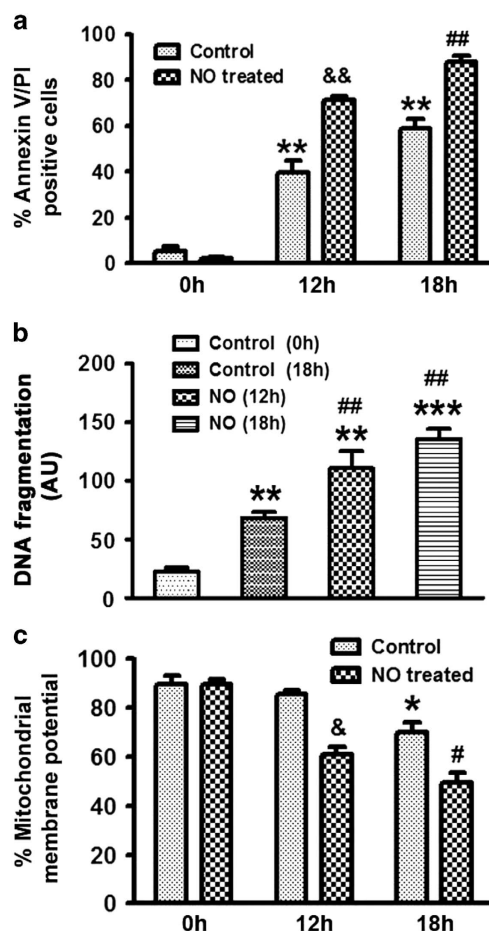 a
% Annexin V/PI
positive cells
100
80
60
40
20
0
Control
NO treated
**
&&
**
##
0h 12h 18h
b
DNA fragmentation
(AU)
200
150
100
50
0
Control (0h)
Control (18h)
NO (12h)
NO (18h)
**
##
**
##
***
c
% Mitochondrial
membrane potential
100
80
60
40
20
0
Control
NO treated
&
*
#
0h 12h 18h